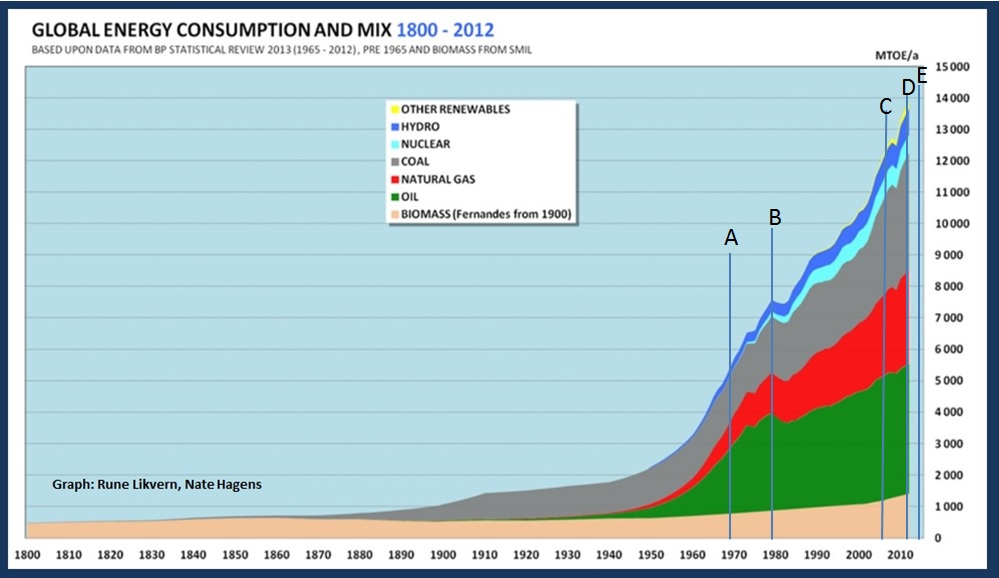 GLOBAL ENERGY CONSUMPTION AND MIX 1800 - 2012
BASED UPON DATA FROM BP STATISTICAL REVIEW 2013 (1965 - 2012), PRE 1965 AND BIOMASS FROM SMIL
MTOE/a
OTHER RENEWABLES
HYDRO
NUCLEAR
COAL
NATURAL GAS
OIL
BIOMASS (Fernandes from 1900)
A
B
C
D
E
15 000
14 000
13 000
12 000
11 000
10 000
9 000
8 000
7 000
6 000
5 000
4 000
3 000
2 000
1 000
0
Graph: Rune Likvern, Nate Hagens
1800 1810 1820 1830 1840 1850 1860 1870 1880 1890 1900 1910 1920 1930 1940 1950 1960 1970 1980 1990 2000 2010